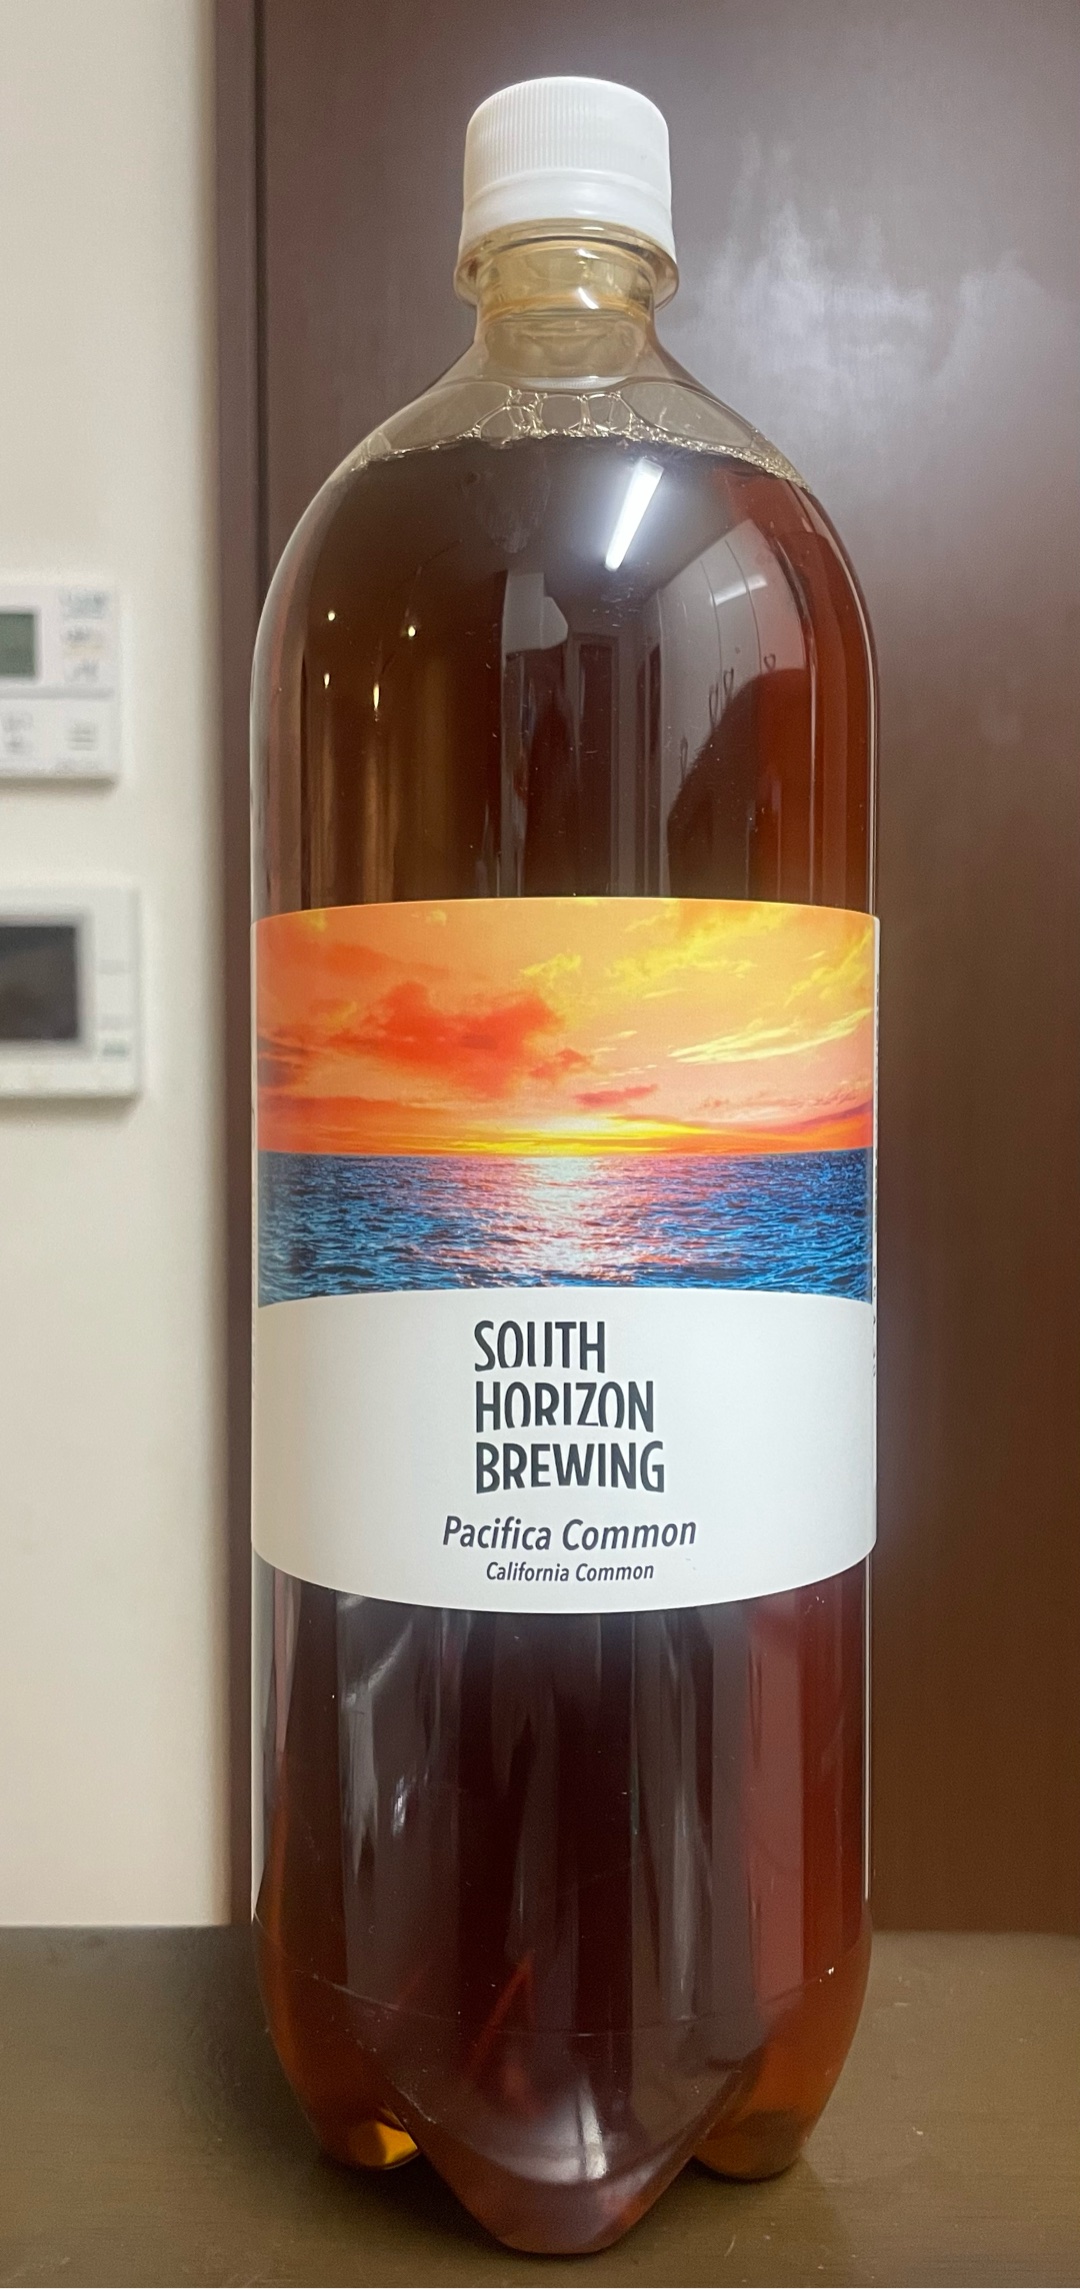 SOUTH
HORIZON
BREWING
Pacifica Common
California Common